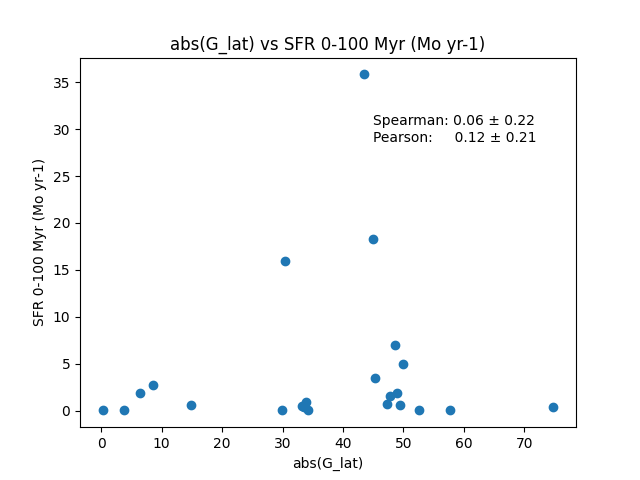 abs(G_lat) vs SFR 0-100 Myr (Mo yr-1)
35
30
25
20
15
10
5
0
SFR 0-100 Myr (Mo yr-1)
Spearman: 0.06 ± 0.22
Pearson: 0.12 ± 0.21
0 10 20 30 40 50 60 70
abs(G_lat)